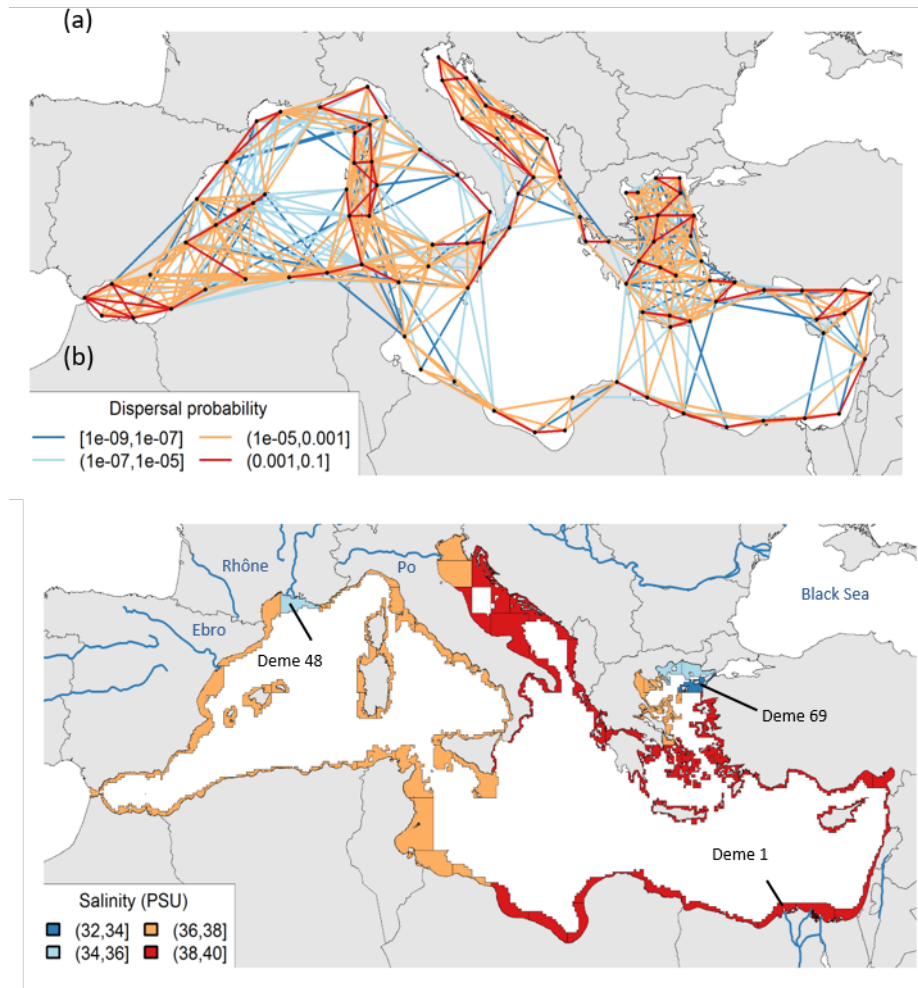 (a)
(b)
Dispersal probability
[1e-09,1e-07]
(1e-05,0.001]
(1e-07,1e-05]
(0.001,0.1]
Rhône
Po
Black Sea
Ebro
Deme 48
Deme 69
Deme 1
Salinity (PSU)
(32,34]
(36,38]
(34,36]
(38,40]